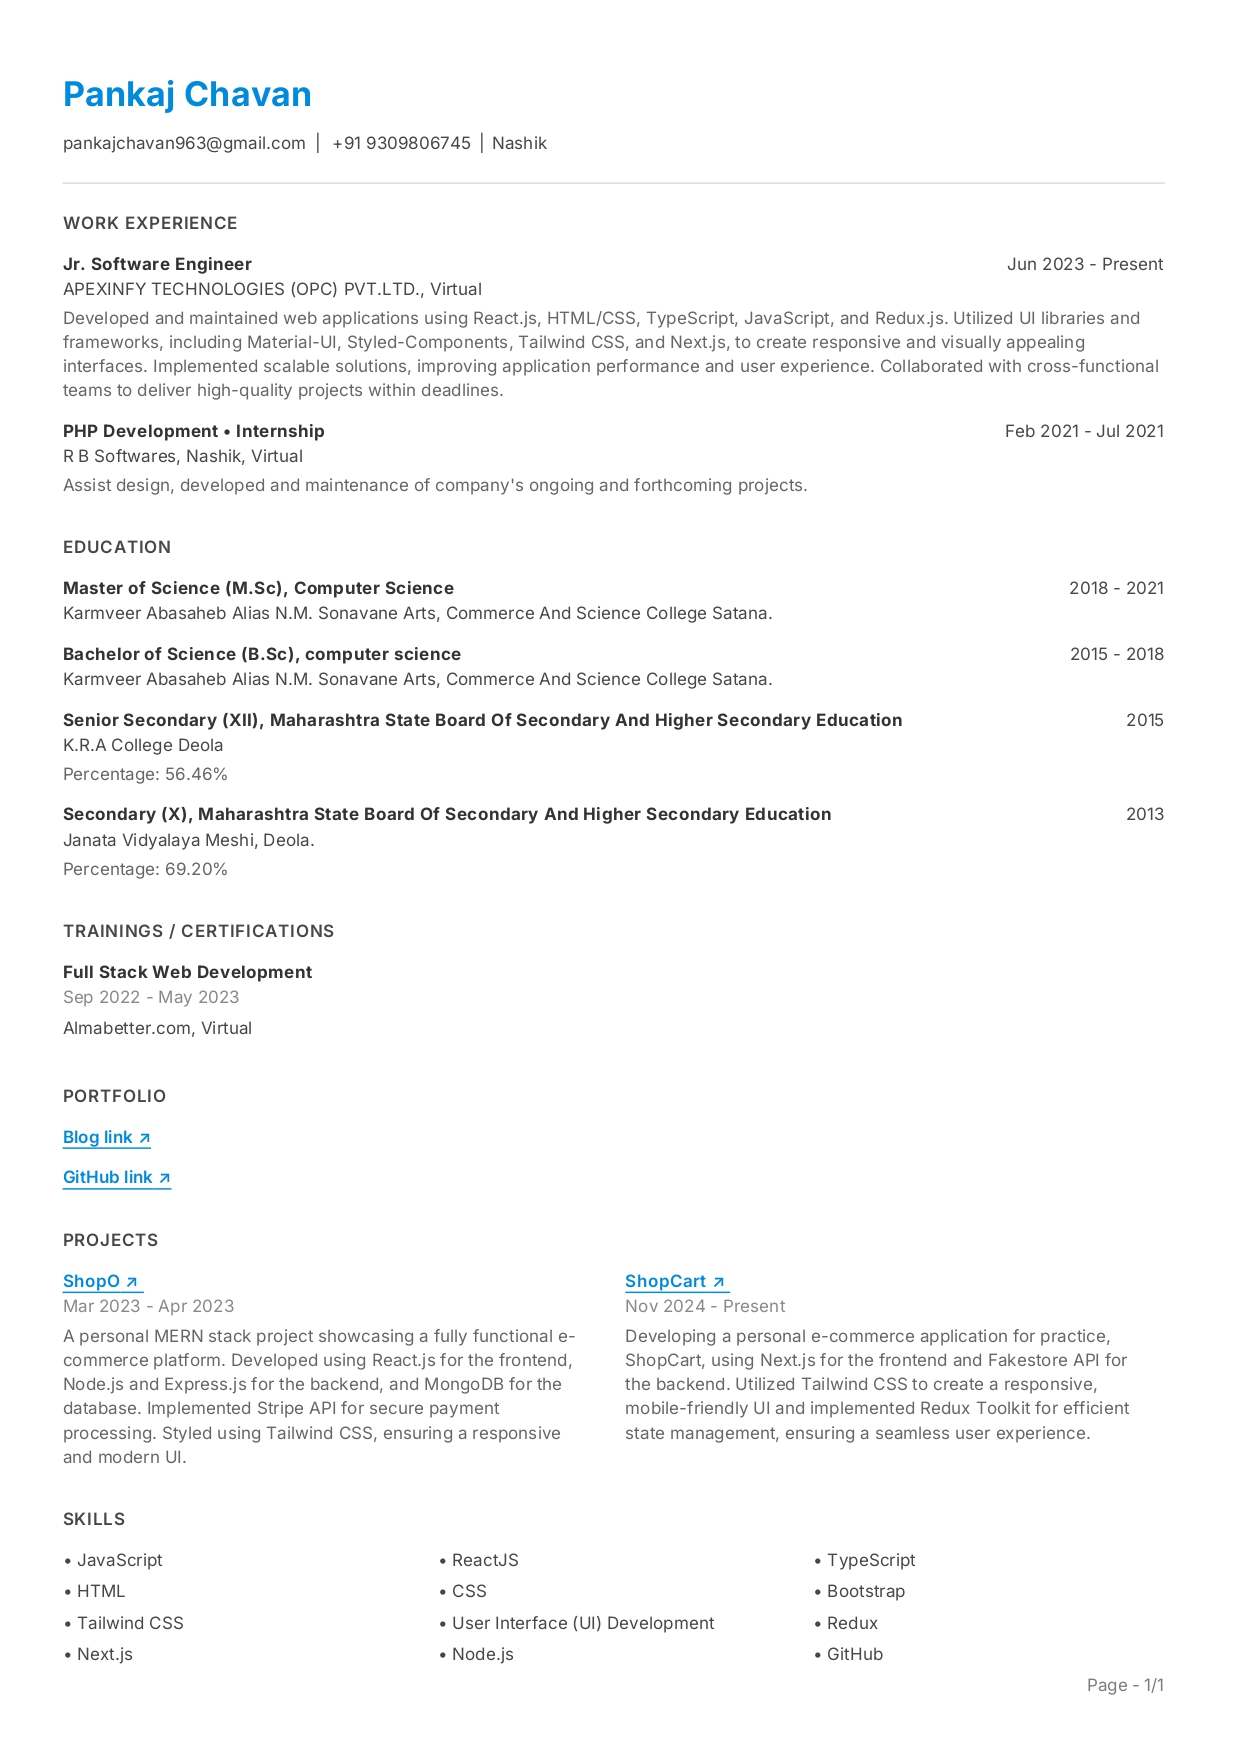 Pankaj Chavan
pankajchavan963@gmail.com | +91 9309806745 | Nashik
WORK EXPERIENCE
Jr. Software Engineer Jun 2023 - Present
APEXINFY TECHNOLOGIES (OPC) PVT.LTD., Virtual
Developed and maintained web applications using React.js, HTML/CSS, TypeScript, JavaScript, and Redux.js. Utilized UI libraries and
frameworks, including Material-UI, Styled-Components, Tailwind CSS, and Next.js, to create responsive and visually appealing
interfaces. Implemented scalable solutions, improving application performance and user experience. Collaborated with cross-functional
teams to deliver high-quality projects within deadlines.
PHP Development • Internship Feb 2021 - Jul 2021
R B Softwares, Nashik, Virtual
Assist design, developed and maintenance of company's ongoing and forthcoming projects.
EDUCATION
Master of Science (M.Sc), Computer Science 2018 - 2021
Karmveer Abasaheb Alias N.M. Sonavane Arts, Commerce And Science College Satana.
Bachelor of Science (B.Sc), computer science 2015 - 2018
Karmveer Abasaheb Alias N.M. Sonavane Arts, Commerce And Science College Satana.
Senior Secondary (XII), Maharashtra State Board Of Secondary And Higher Secondary Education 2015
K.R.A College Deola
Percentage: 56.46%
Secondary (X), Maharashtra State Board Of Secondary And Higher Secondary Education 2013
Janata Vidyalaya Meshi, Deola.
Percentage: 69.20%
TRAININGS / CERTIFICATIONS
Full Stack Web Development
Sep 2022 - May 2023
Almabetter.com, Virtual
PORTFOLIO
Blog link ↗
GitHub link ↗
PROJECTS
ShopO ↗
Mar 2023 - Apr 2023
A personal MERN stack project showcasing a fully functional e-
commerce platform. Developed using React.js for the frontend,
Node.js and Express.js for the backend, and MongoDB for the
database. Implemented Stripe API for secure payment
processing. Styled using Tailwind CSS, ensuring a responsive
and modern UI.
ShopCart ↗
Nov 2024 - Present
Developing a personal e-commerce application for practice,
ShopCart, using Next.js for the frontend and Fakestore API for
the backend. Utilized Tailwind CSS to create a responsive,
mobile-friendly UI and implemented Redux Toolkit for efficient
state management, ensuring a seamless user experience.
SKILLS
• JavaScript • ReactJS • TypeScript
• HTML • CSS • Bootstrap
• Tailwind CSS • User Interface (UI) Development • Redux
• Next.js • Node.js • GitHub
Page - 1/1